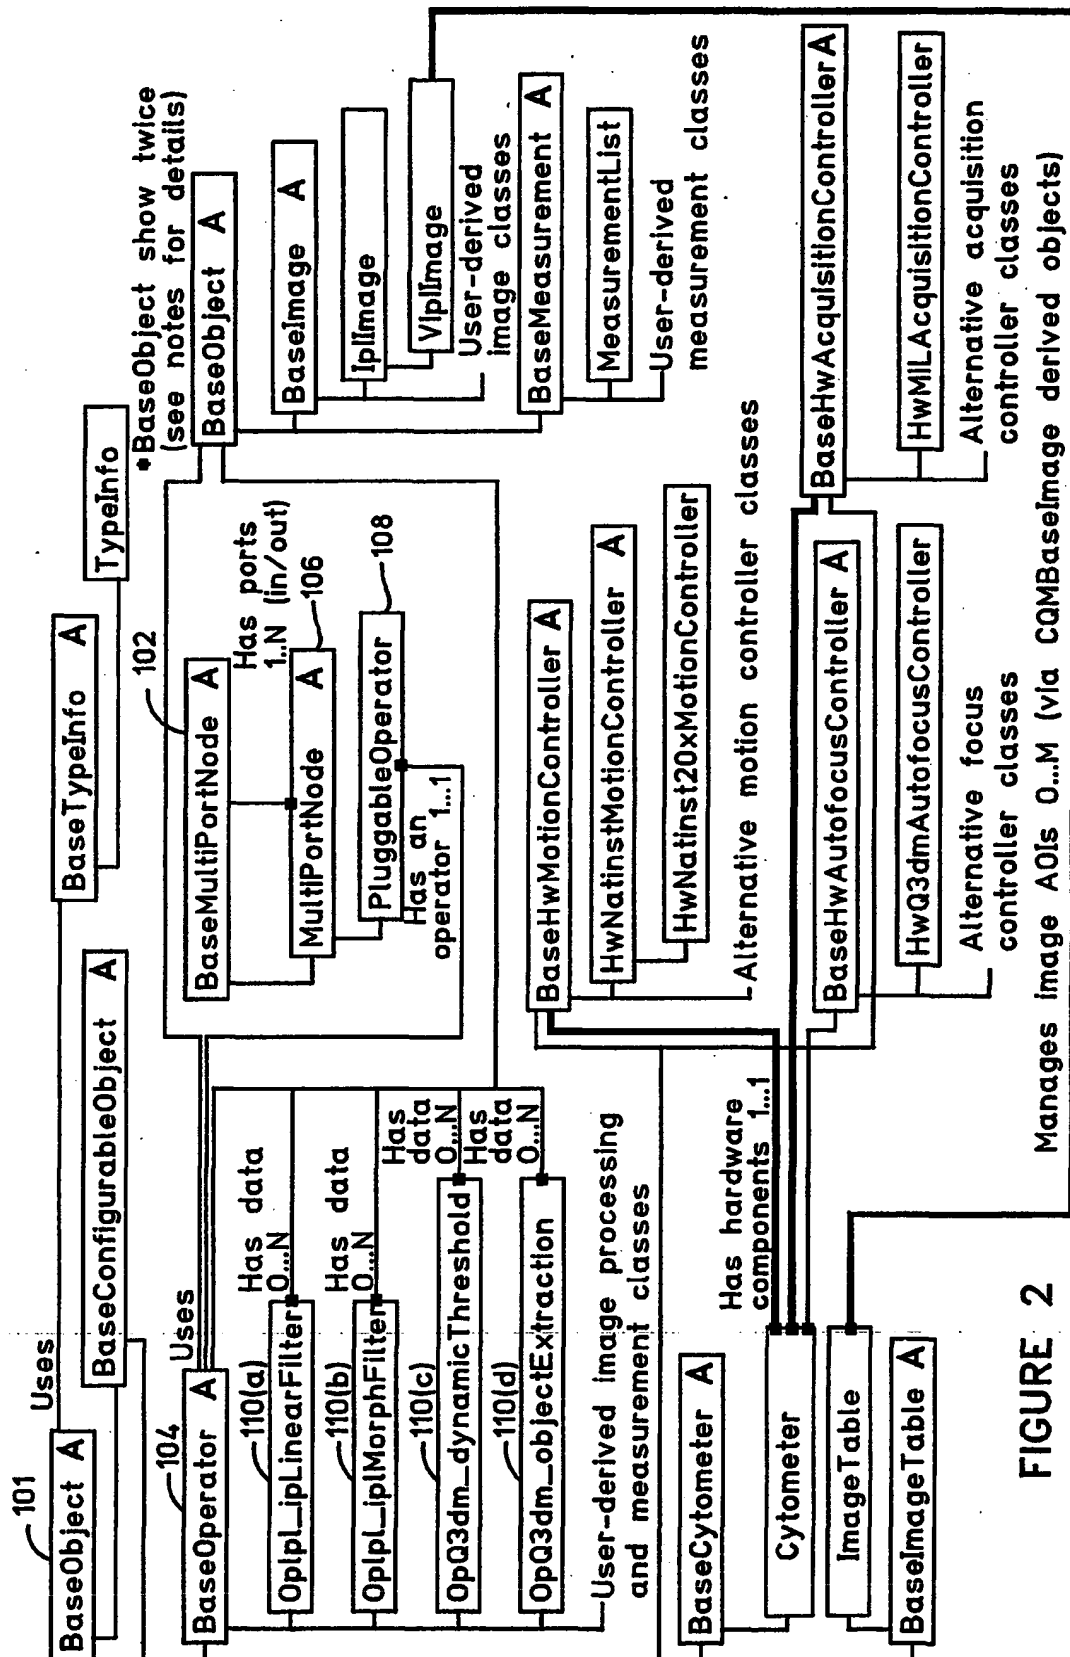 101
BaseObject A
Uses
BaseTypeInfo A
TypeInfo
BaseConfigurableObject A
*BaseObject show twice
(see notes for details)
BaseObject A
104
BaseOperator A
Uses
102
BaseMultiPortNode A
Has ports
1..N (in/out)
MultiPortNode A
106
PluggableOperator
108
Has an
operator 1...1
BaseImage A
IplImage
VIplImage
User-derived
image classes
BaseMeasurement A
MeasurementList
User-derived
measurement classes
110(a)
OpIpl_ipLinearFilter
Has data
0...N
110(b)
OpIpl_iplMorphFilter
Has data
0...N
110(c)
OpQ3dm_dynamicThreshold
Has
data
0...N
110(d)
OpQ3dm_objectExtraction
Has
data
0...N
User-derived image processing
and measurement classes
BaseHwMotionController A
HwNatinstMotionController A
HwNatinst20xMotionController
Alternative motion controller classes
BaseCytometer A
Cytometer
Has hardware
components 1...1
BaseHwAutofocusController A
HwQ3dmAutofocusController
Alternative focus
controller classes
BaseHwAcquisitionController A
HwMILAcquisitionController
Alternative acquisition
controller classes
ImageTable
BaseImageTable A
Manages image AOIs 0...M (via CQMBaseImage derived objects)
FIGURE 2